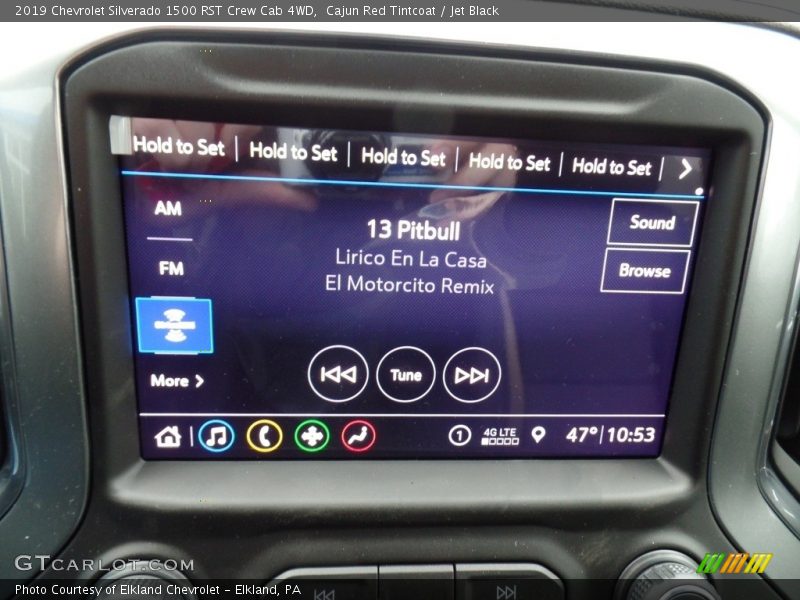 2019 Chevrolet Silverado 1500 RST Crew Cab 4WD, Cajun Red Tintcoat / Jet Black
Hold to Set | Hold to Set | Hold to Set | Hold to Set | Hold to Set
AM
13 Pitbull
Sound
FM
Lirico En La Casa
Browse
El Motorcito Remix
More
Tune
1
4G LTE
47° 10:53
GTCARLOT.COM
Photo Courtesy of Elkland Chevrolet - Elkland, PA